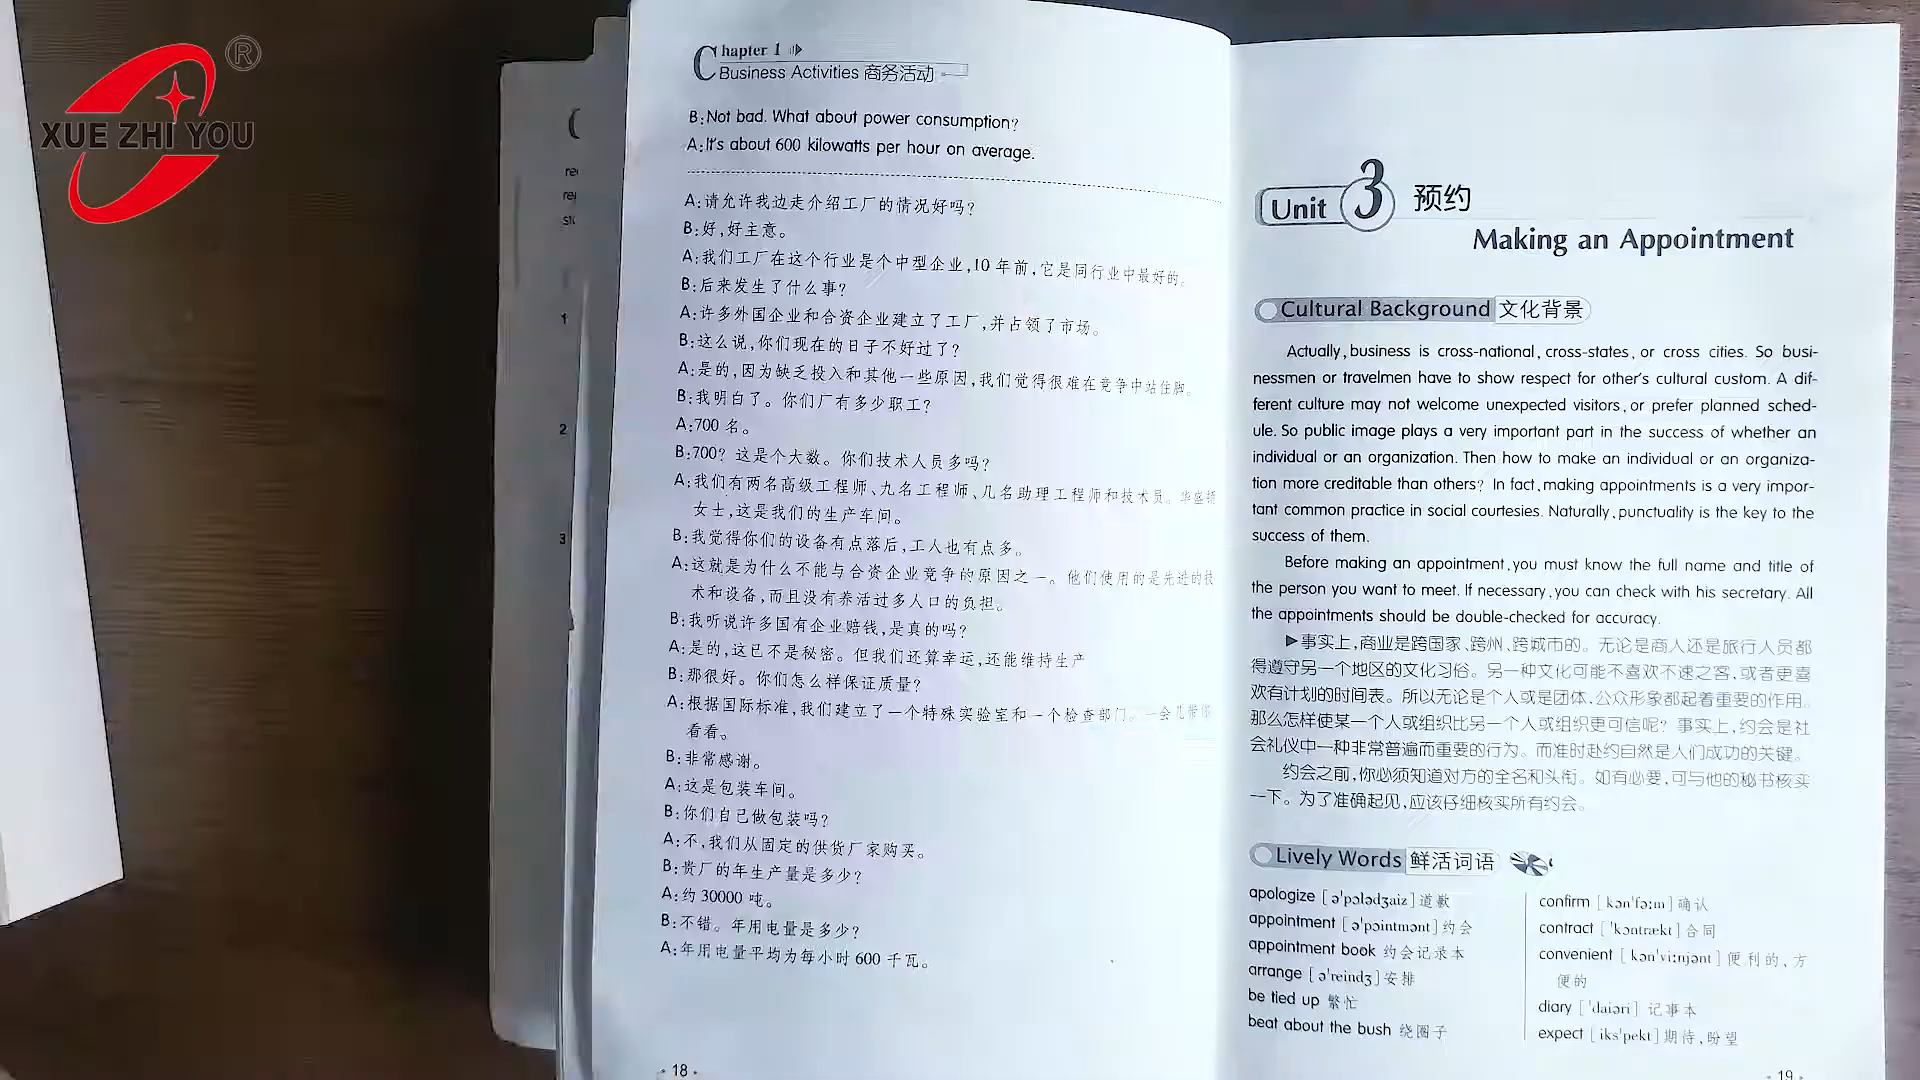 XUE ZHI YOU
®
1
2
3
Chapter 1
Business Activities 商务活动
B:Not bad. What about power consumption?
A:It's about 600 kilowatts per hour on average.
A:请允许我边走介绍工厂的情况好吗?
B:好,好主意。
A:我们工厂在这个行业是个中型企业,10 年前,它是同行业中最好的。
B:后来发生了什么事?
A:许多外国企业和合资企业建立了工厂,并占领了市场。
B:这么说,你们现在的日子不好过了?
A:是的,因为缺乏投入和其他一些原因,我们觉得很难在竞争中站住脚。
B:我明白了。你们厂有多少职工?
A:700 名。
B:700? 这是个大数。你们技术人员多吗?
A:我们有两名高级工程师、九名工程师、几名助理工程师和技术员。华盛顿
女士,这是我们的生产车间。
B:我觉得你们的设备有点落后,工人也有点多。
A:这就是为什么不能与合资企业竞争的原因之一。他们使用的是先进的技
术和设备,而且没有养活过多人口的负担。
B:我听说许多国有企业赔钱,是真的吗?
A:是的,这已不是秘密。但我们还算幸运,还能维持生产
B:那很好。你们怎么样保证质量?
A:根据国际标准,我们建立了一个特殊实验室和一个检查部门。一会儿带你
看看。
B:非常感谢。
A:这是包装车间。
B:你们自己做包装吗?
A:不,我们从固定的供货厂家购买。
B:贵厂的年生产量是多少?
A:约 30000 吨。
B:不错。年用电量是多少?
A:年用电量平均为每小时 600 千瓦。
· 18 ·
Unit 3 预约
Making an Appointment
Cultural Background 文化背景
Actually, business is cross-national, cross-states, or cross cities. So busi-
nessmen or travelmen have to show respect for other's cultural custom. A dif-
ferent culture may not welcome unexpected visitors, or prefer planned sched-
ule. So public image plays a very important part in the success of whether an
individual or an organization. Then how to make an individual or an organiza-
tion more creditable than others? In fact, making appointments is a very impor-
tant common practice in social courtesies. Naturally, punctuality is the key to the
success of them.
Before making an appointment, you must know the full name and title of
the person you want to meet. If necessary, you can check with his secretary. All
the appointments should be double-checked for accuracy.
▶事实上,商业是跨国家、跨州、跨城市的。无论是商人还是旅行人员都
得遵守另一个地区的文化习俗。另一种文化可能不喜欢不速之客,或者更喜
欢有计划的时间表。所以无论是个人或是团体,公众形象都起着重要的作用。
那么怎样使某一个人或组织比另一个人或组织更可信呢? 事实上,约会是社
会礼仪中一种非常普遍而重要的行为。而准时赴约自然是人们成功的关键。
约会之前,你必须知道对方的全名和头衔。如有必要,可与他的秘书核实
一下。为了准确起见,应该仔细核实所有约会。
Lively Words 鲜活词语
apologize [ə'pɔlədʒaiz]道歉
appointment [ə'pɔintmənt]约会
appointment book 约会记录本
arrange [ə'reindʒ]安排
be tied up 繁忙
beat about the bush 绕圈子
confirm [kən'fə:m]确认
contract ['kɔntrækt]合同
convenient [kən'vi:njənt]便利的、方
便的
diary ['daiəri] 记事本
expect [iks'pekt]期待,盼望
· 19 ·